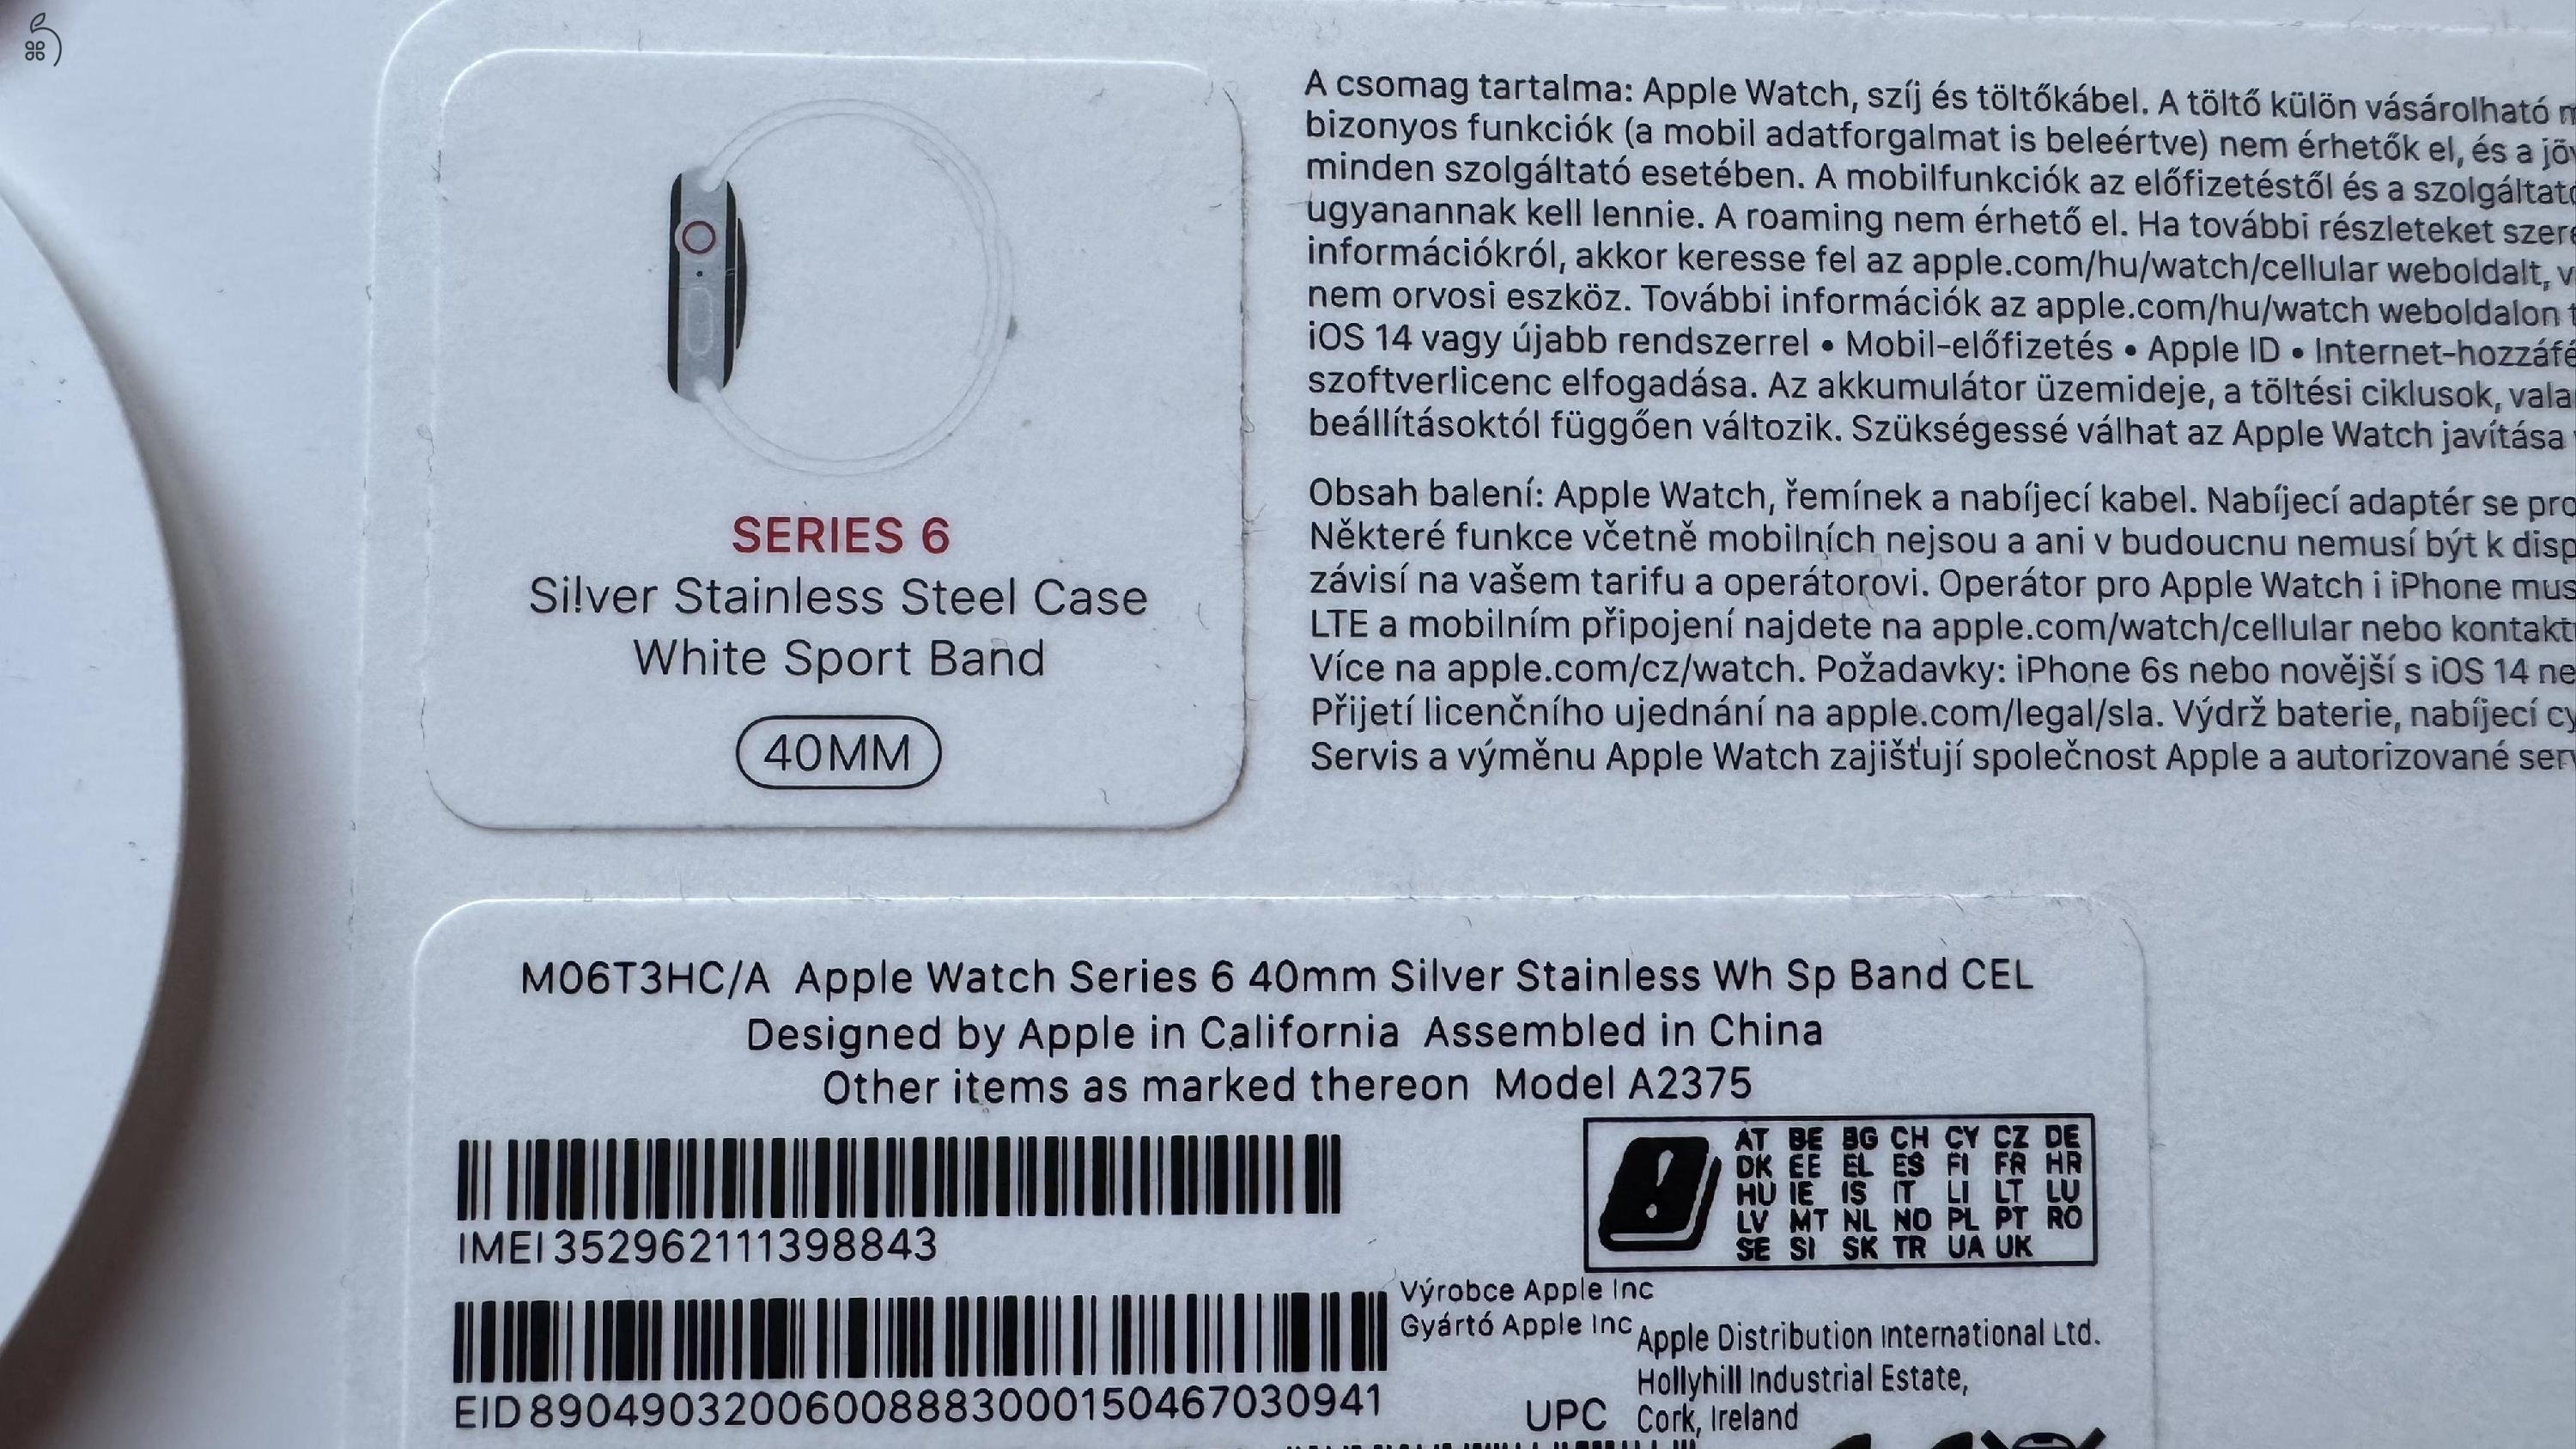 SERIES 6
Silver Stainless Steel Case
White Sport Band
40MM
A csomag tartalma: Apple Watch, szíj és töltőkábel. A töltő külön vásárolható
bizonyos funkciók (a mobil adatforgalmat is beleértve) nem érhetők el, és a
minden szolgáltató esetében. A mobilfunkciók az előfizetéstől és a
ugyanannak kell lennie. A roaming nem érhető el. Ha további részleteket
információkról, akkor keresse fel az apple.com/hu/watch/cellular weboldalt,
nem orvosi eszköz. További információk az apple.com/hu/watch weboldalon
iOS 14 vagy újabb rendszerrel • Mobil-előfizetés • Apple ID •
szoftverlicenc elfogadása. Az akkumulátor üzemideje, a töltési ciklusok,
beállításoktól függően változik. Szükségessé válhat az Apple Watch javítása
Obsah balení: Apple Watch, řemínek a nabíjecí kabel. Nabíjecí adaptér se
Některé funkce včetně mobilních nejsou a ani v budoucnu nemusí být k
závisí na vašem tarifu a operátorovi. Operátor pro Apple Watch i iPhone
LTE a mobilním připojení najdete na apple.com/watch/cellular nebo
Více na apple.com/cz/watch. Požadavky: iPhone 6s nebo novější s iOS 14
Přijetí licenčního ujednání na apple.com/legal/sla. Výdrž baterie, nabíjecí
Servis a výměnu Apple Watch zajišťují společnost Apple a autorizované
M06T3HC/A Apple Watch Series 6 40mm Silver Stainless Wh Sp Band CEL
Designed by Apple in California Assembled in China
Other items as marked thereon Model A2375
AT BE BG CH CY CZ DE
DK EE EL ES FI FR HR
HU IE IS IT LI LT LU
LV MT NL NO PL PT RO
SE SI SK TR UA UK
IMEI 352962111398843
Výrobce Apple Inc
Gyártó Apple Inc
Apple Distribution International Ltd.
Hollyhill Industrial Estate,
Cork, Ireland
EID 89049032006008883000150467030941
UPC